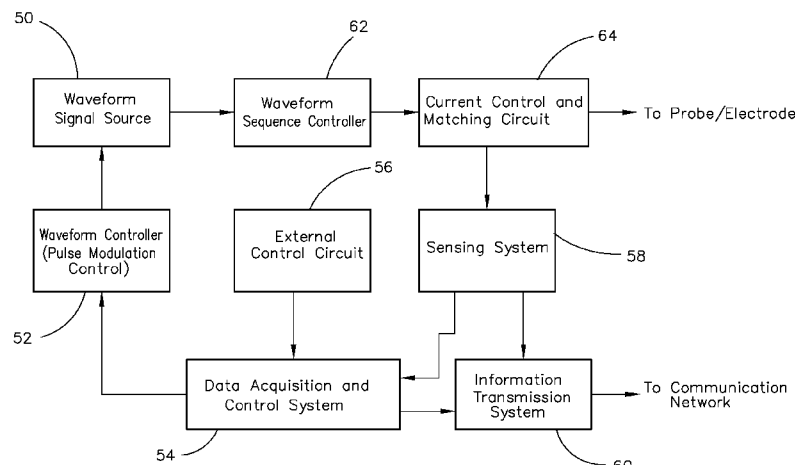 50
62
64
Waveform
Signal Source
Waveform
Sequence Controller
Current Control and
Matching Circuit
To Probe/Electrode
56
Waveform Controller
(Pulse Modulation
Control)
External
Control Circuit
Sensing System
58
52
Data Acquisition and
Control System
Information
Transmission
System
To Communication
Network
54